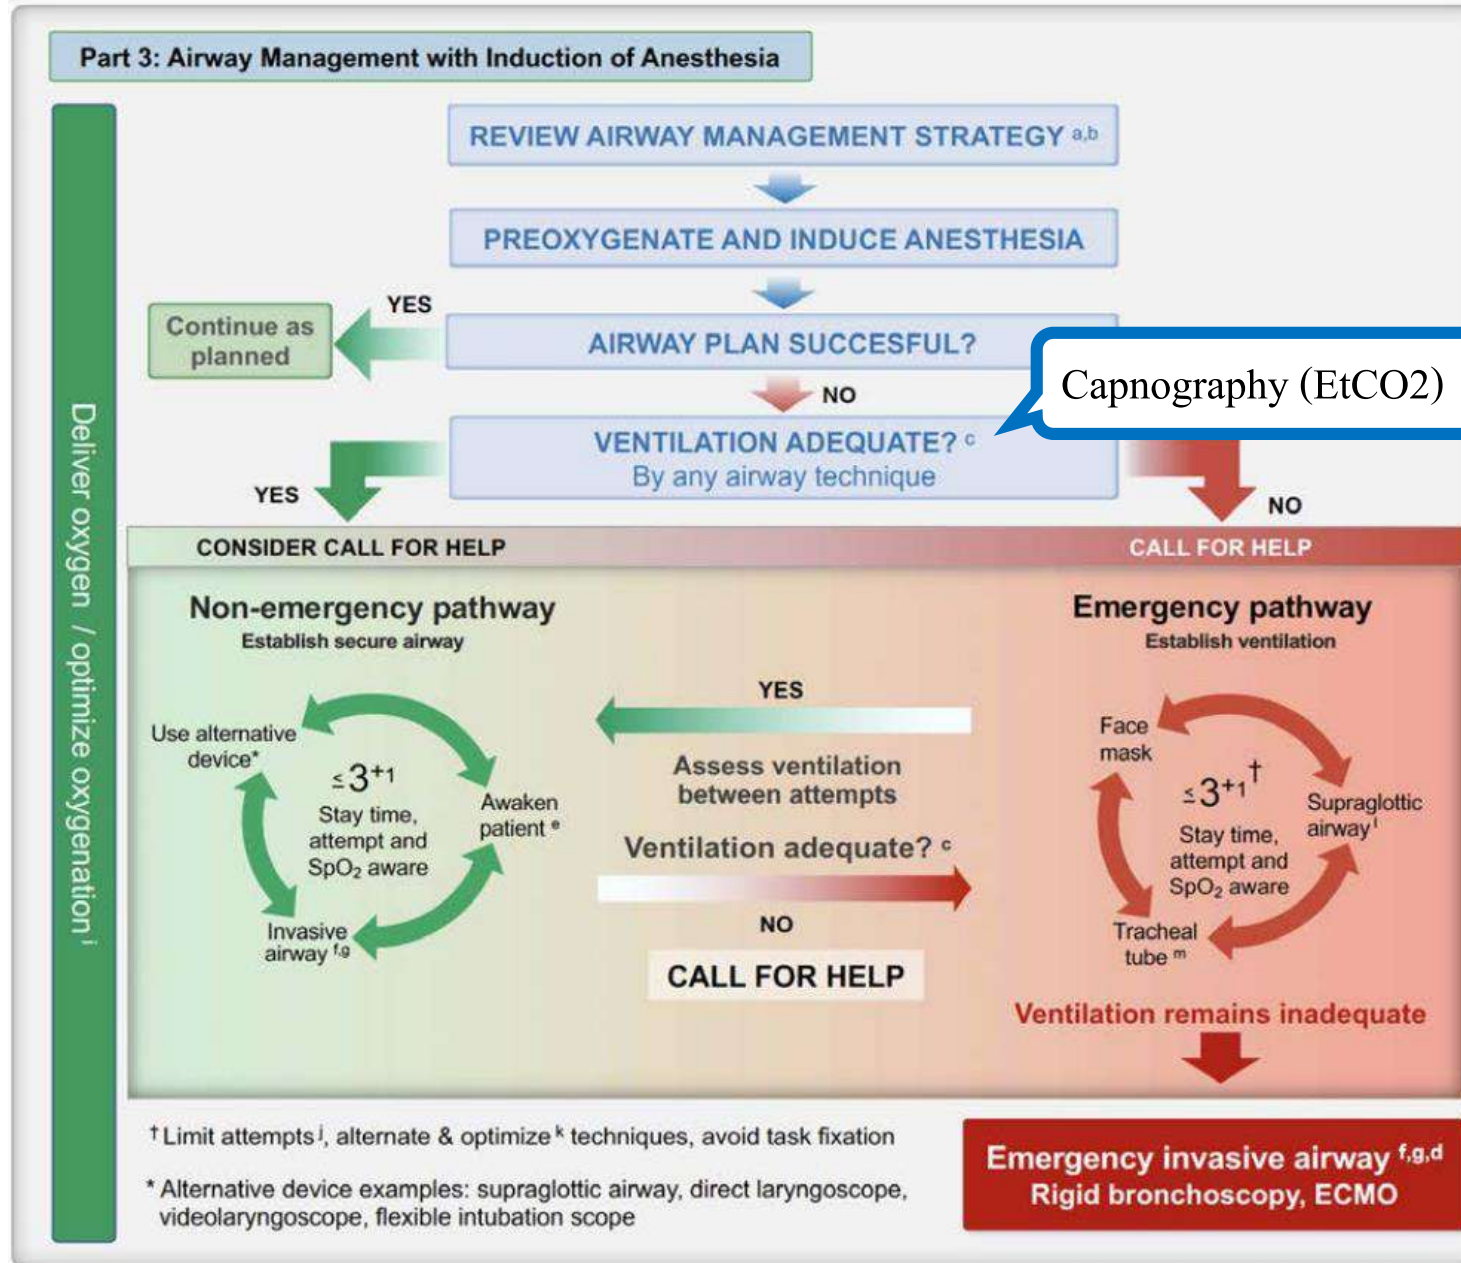 Part 3: Airway Management with Induction of Anesthesia
REVIEW AIRWAY MANAGEMENT STRATEGY a,b
PREOXYGENATE AND INDUCE ANESTHESIA
YES
Continue as
planned
AIRWAY PLAN SUCCESFUL?
NO
Capnography (EtCO2)
VENTILATION ADEQUATE? c
By any airway technique
YES
NO
CONSIDER CALL FOR HELP
CALL FOR HELP
Non-emergency pathway
Establish secure airway
Use alternative
device*
≤3+1
Stay time,
attempt and
SpO2 aware
Awaken
patient e
Invasive
airway f,g
YES
Assess ventilation
between attempts
Ventilation adequate? c
NO
CALL FOR HELP
Emergency pathway
Establish ventilation
Face
mask
≤3+1†
Stay time,
attempt and
SpO2 aware
Supraglottic
airway l
Tracheal
tube m
Ventilation remains inadequate
Emergency invasive airway f,g,d
Rigid bronchoscopy, ECMO
† Limit attempts j, alternate & optimize k techniques, avoid task fixation
* Alternative device examples: supraglottic airway, direct laryngoscope,
videolaryngoscope, flexible intubation scope
Deliver oxygen / optimize oxygenation i